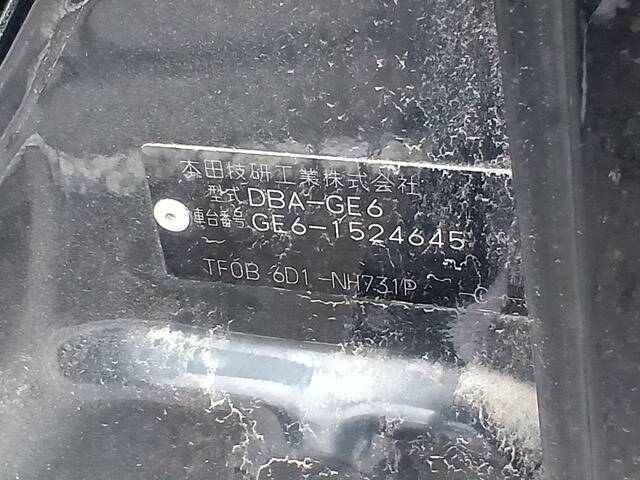 本田技研工業株式会社
型式 DBA-GE6
車台番号 GE6-1524645
TF0B 6D1 -NH731P -C